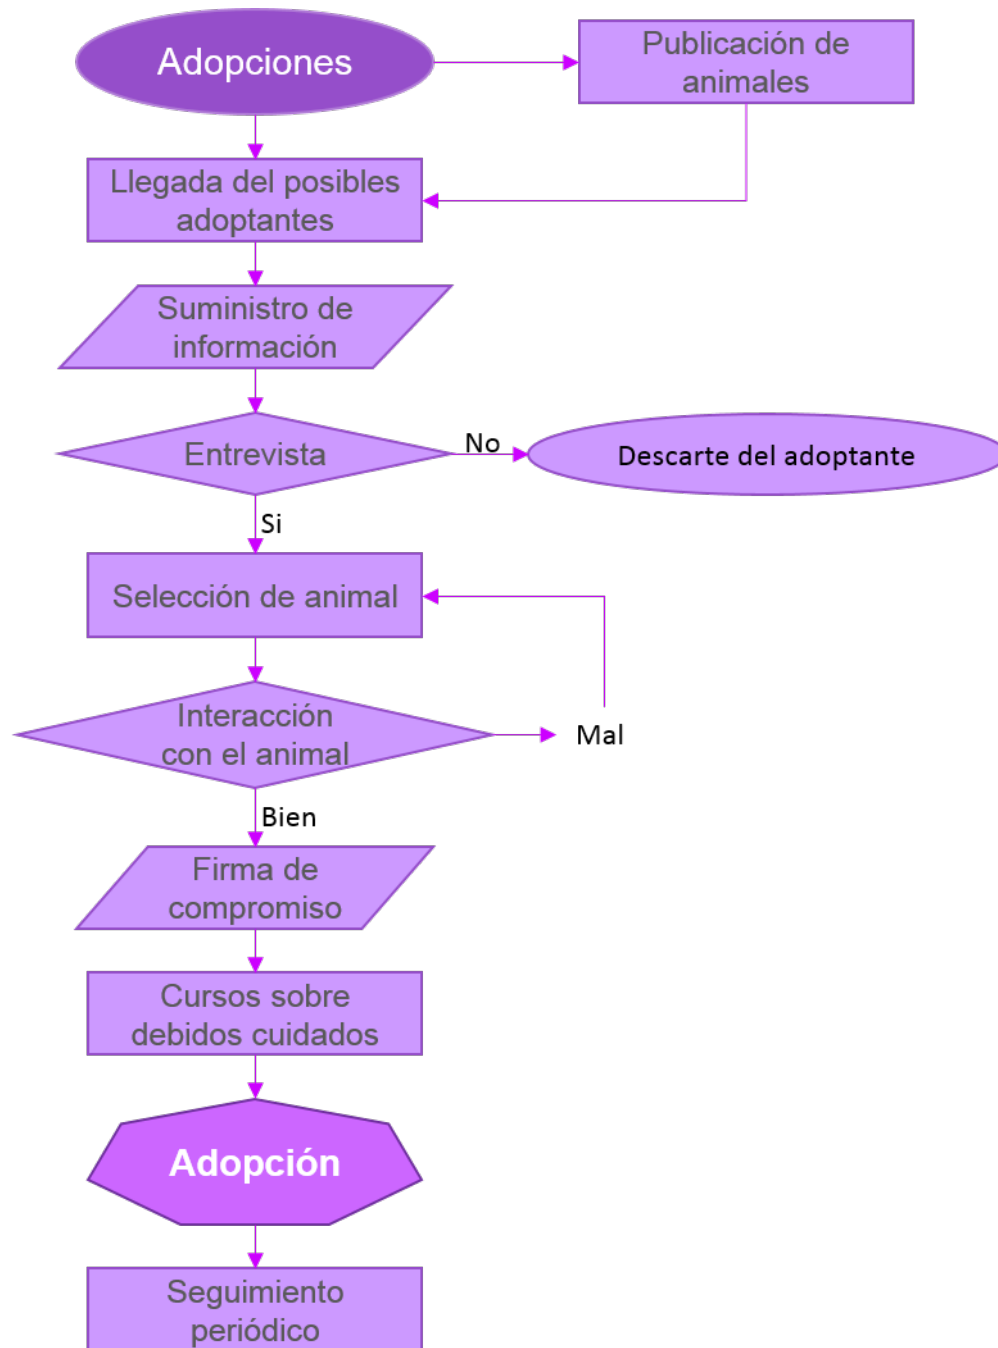 Adopciones
Publicación de
animales
Llegada del posibles
adoptantes
Suministro de
información
Entrevista
No
Descarte del adoptante
Si
Selección de animal
Interacción
con el animal
Mal
Bien
Firma de
compromiso
Cursos sobre
debidos cuidados
Adopción
Seguimiento
periódico